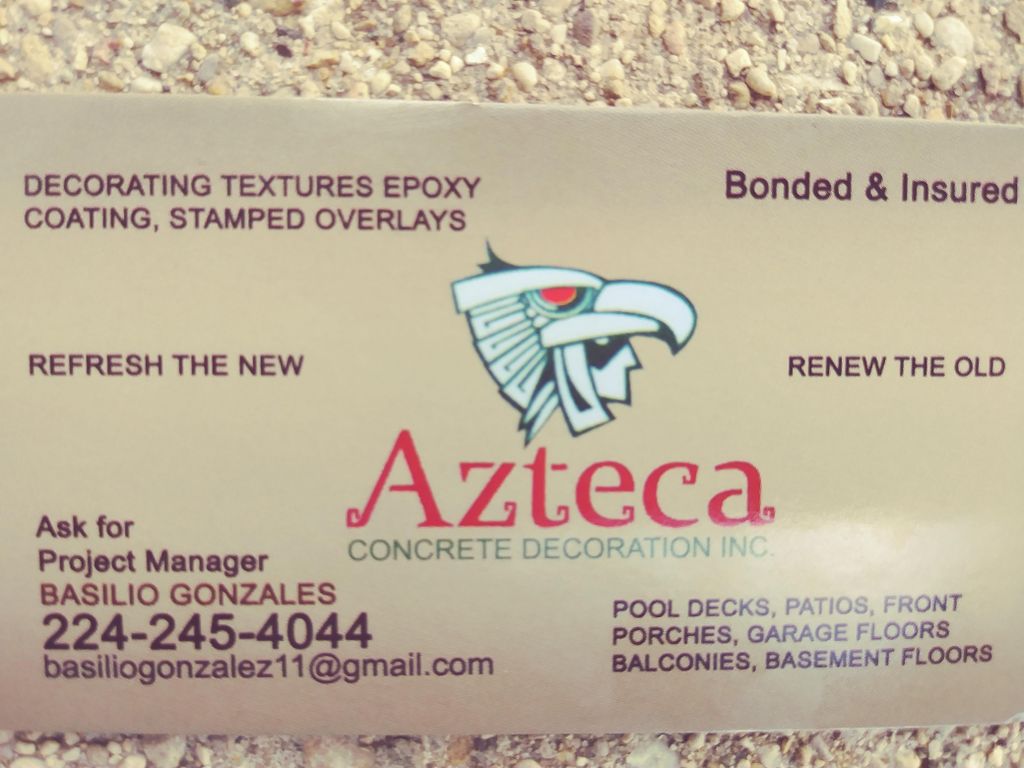 DECORATING TEXTURES EPOXY
COATING, STAMPED OVERLAYS
Bonded & Insured
REFRESH THE NEW
RENEW THE OLD
Azteca
CONCRETE DECORATION INC.
Ask for
Project Manager
BASILIO GONZALES
224-245-4044
basiliogonzalez11@gmail.com
POOL DECKS, PATIOS, FRONT
PORCHES, GARAGE FLOORS
BALCONIES, BASEMENT FLOORS